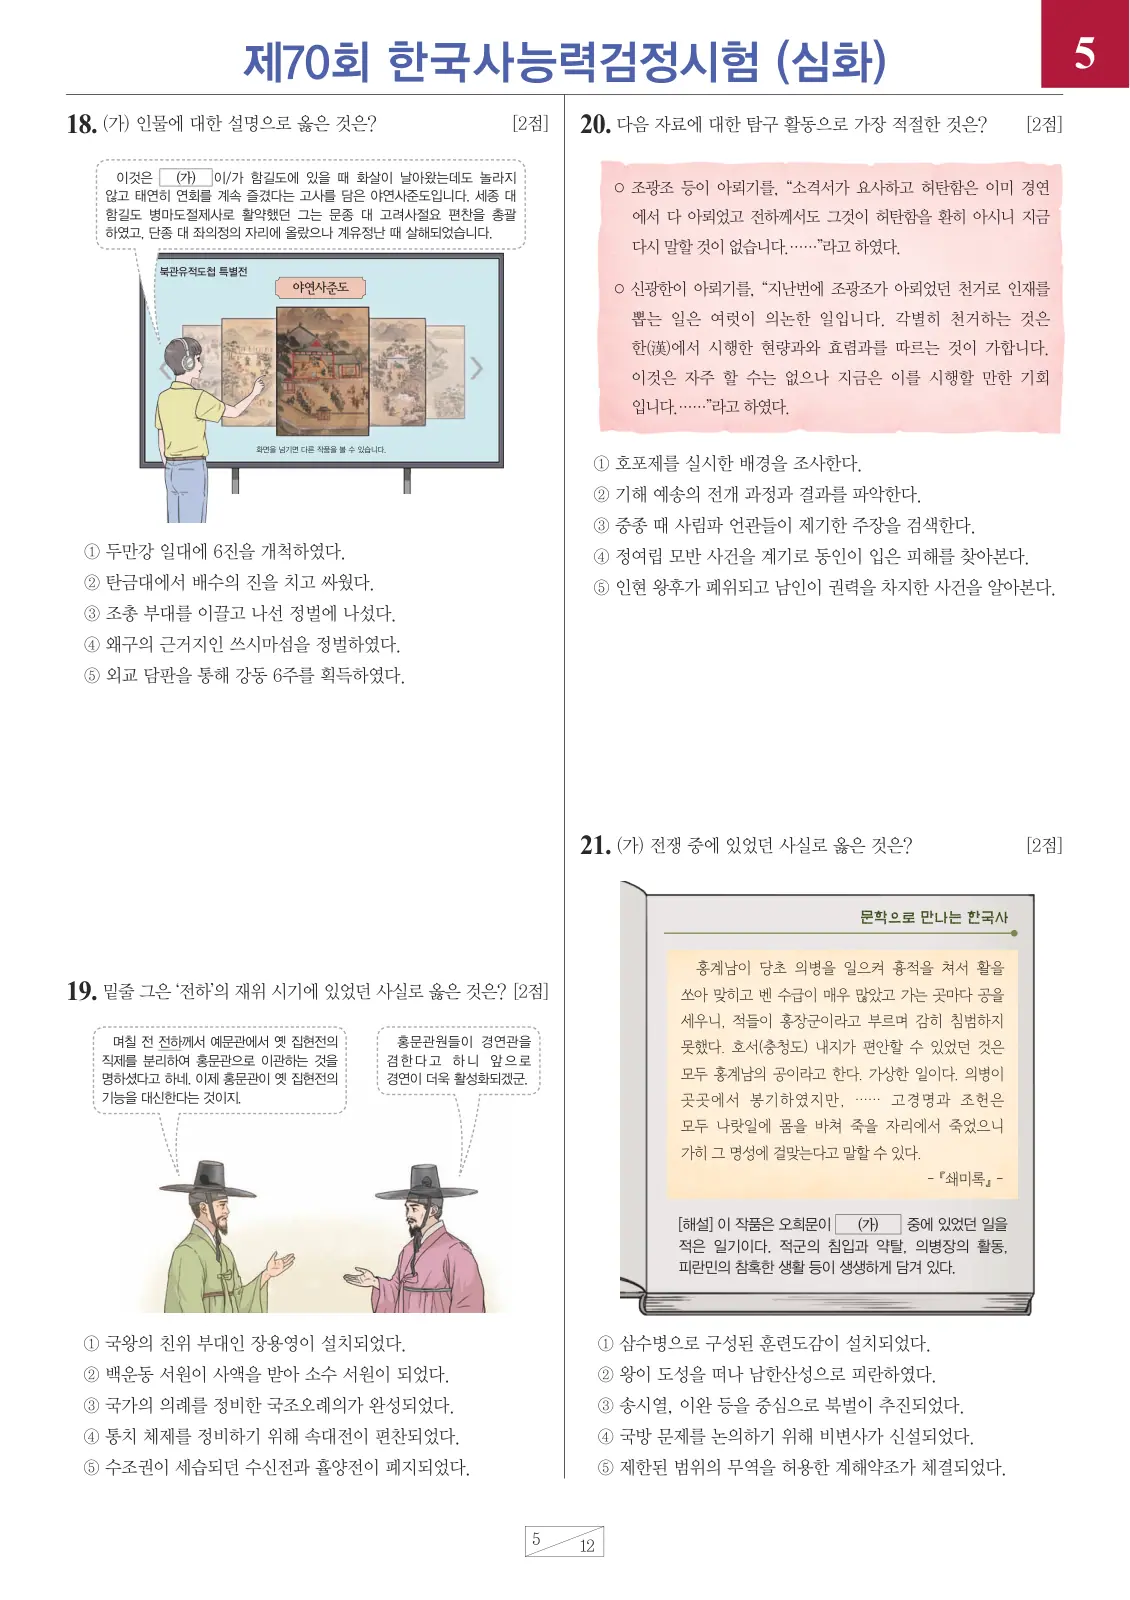 제70회 한국사능력검정시험 (심화)
5
18. (가) 인물에 대한 설명으로 옳은 것은? [2점]
이것은 (가) 이/가 함길도에 있을 때 화살이 날아왔는데도 놀라지
않고 태연히 연회를 계속 즐겼다는 고사를 담은 야연사준도입니다. 세종 대
함길도 병마도절제사로 활약했던 그는 문종 대 고려사절요 편찬을 총괄
하였고, 단종 대 좌의정의 자리에 올랐으나 계유정난 때 살해되었습니다.
북관유적도첩 특별전
야연사준도
화면을 넘기면 다른 작품을 볼 수 있습니다.
① 두만강 일대에 6진을 개척하였다.
② 탄금대에서 배수의 진을 치고 싸웠다.
③ 조총 부대를 이끌고 나선 정벌에 나섰다.
④ 왜구의 근거지인 쓰시마섬을 정벌하였다.
⑤ 외교 담판을 통해 강동 6주를 획득하였다.
19. 밑줄 그은 ‘전하’의 재위 시기에 있었던 사실로 옳은 것은? [2점]
며칠 전 전하께서 예문관에서 옛 집현전의
직제를 분리하여 홍문관으로 이관하는 것을
명하셨다고 하네. 이제 홍문관이 옛 집현전의
기능을 대신한다는 것이지.
홍문관원들이 경연관을
겸한다고 하니 앞으로
경연이 더욱 활성화되겠군.
① 국왕의 친위 부대인 장용영이 설치되었다.
② 백운동 서원이 사액을 받아 소수 서원이 되었다.
③ 국가의 의례를 정비한 국조오례의가 완성되었다.
④ 통치 체제를 정비하기 위해 속대전이 편찬되었다.
⑤ 수조권이 세습되던 수신전과 휼양전이 폐지되었다.
20. 다음 자료에 대한 탐구 활동으로 가장 적절한 것은? [2점]
○ 조광조 등이 아뢰기를, “소격서가 요사하고 허탄함은 이미 경연
에서 다 아뢰었고 전하께서도 그것이 허탄함을 환히 아시니 지금
다시 말할 것이 없습니다.……”라고 하였다.
○ 신광한이 아뢰기를, “지난번에 조광조가 아뢰었던 천거로 인재를
뽑는 일은 여럿이 의논한 일입니다. 각별히 천거하는 것은
한(漢)에서 시행한 현량과와 효렴과를 따르는 것이 가합니다.
이것은 자주 할 수는 없으나 지금은 이를 시행할 만한 기회
입니다.……”라고 하였다.
① 호포제를 실시한 배경을 조사한다.
② 기해 예송의 전개 과정과 결과를 파악한다.
③ 중종 때 사림파 언관들이 제기한 주장을 검색한다.
④ 정여립 모반 사건을 계기로 동인이 입은 피해를 찾아본다.
⑤ 인현 왕후가 폐위되고 남인이 권력을 차지한 사건을 알아본다.
21. (가) 전쟁 중에 있었던 사실로 옳은 것은? [2점]
문학으로 만나는 한국사
홍계남이 당초 의병을 일으켜 흉적을 쳐서 활을
쏘아 맞히고 벤 수급이 매우 많았고 가는 곳마다 공을
세우니, 적들이 홍장군이라고 부르며 감히 침범하지
못했다. 호서(충청도) 내지가 편안할 수 있었던 것은
모두 홍계남의 공이라고 한다. 가상한 일이다. 의병이
곳곳에서 봉기하였지만, …… 고경명과 조헌은
모두 나랏일에 몸을 바쳐 죽을 자리에서 죽었으니
가히 그 명성에 걸맞는다고 말할 수 있다.
- 『쇄미록』 -
[해설] 이 작품은 오희문이 (가) 중에 있었던 일을
적은 일기이다. 적군의 침입과 약탈, 의병장의 활동,
피란민의 참혹한 생활 등이 생생하게 담겨 있다.
① 삼수병으로 구성된 훈련도감이 설치되었다.
② 왕이 도성을 떠나 남한산성으로 피란하였다.
③ 송시열, 이완 등을 중심으로 북벌이 추진되었다.
④ 국방 문제를 논의하기 위해 비변사가 신설되었다.
⑤ 제한된 범위의 무역을 허용한 계해약조가 체결되었다.
5
12